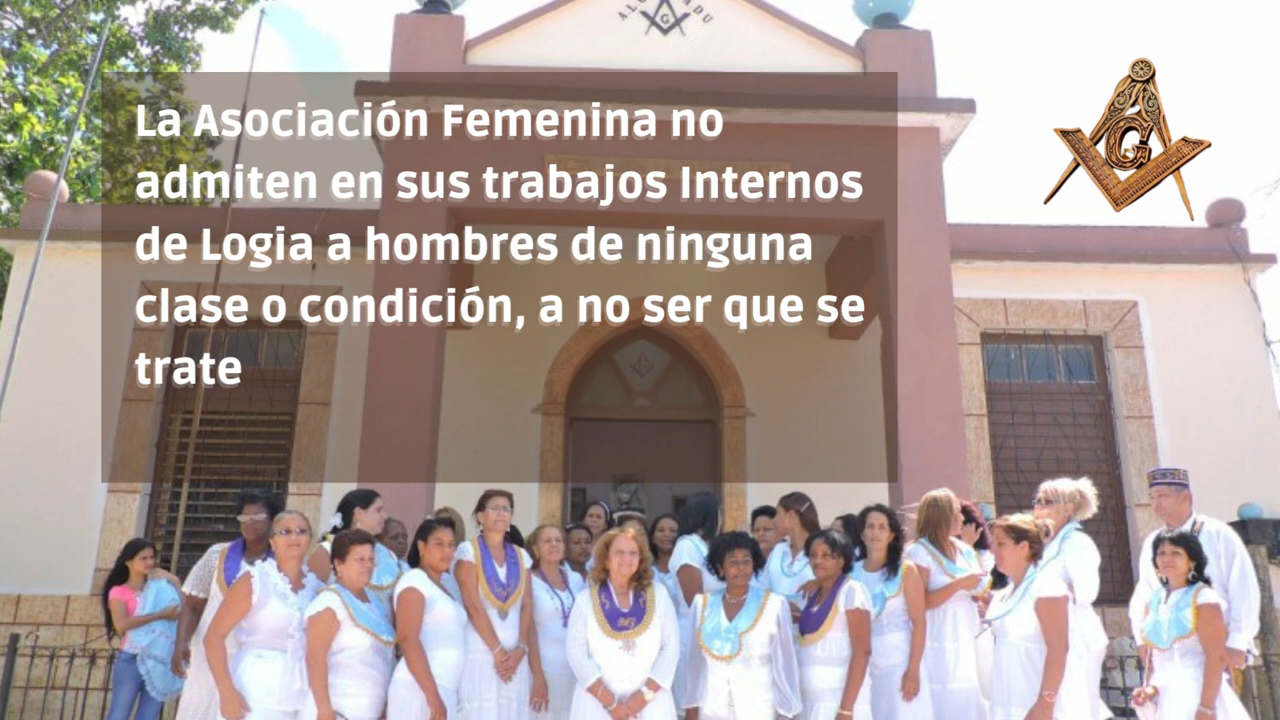 G
La Asociación Femenina no
admiten en sus trabajos Internos
de Logia a hombres de ninguna
clase o condición, a no ser que se
trate
G